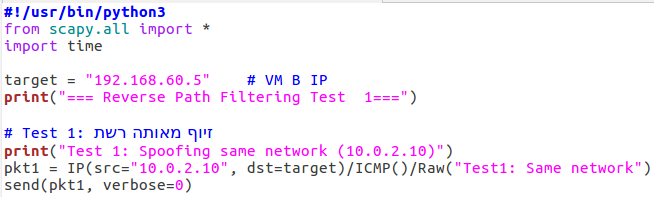 #!/usr/bin/python3
from scapy.all import *
import time
target = "192.168.60.5"    # VM B IP
print("=== Reverse Path Filtering Test  1===")
# Test 1: זיוף מאותה רשת
print("Test 1: Spoofing same network (10.0.2.10)")
pkt1 = IP(src="10.0.2.10", dst=target)/ICMP()/Raw("Test1: Same network")
send(pkt1, verbose=0)